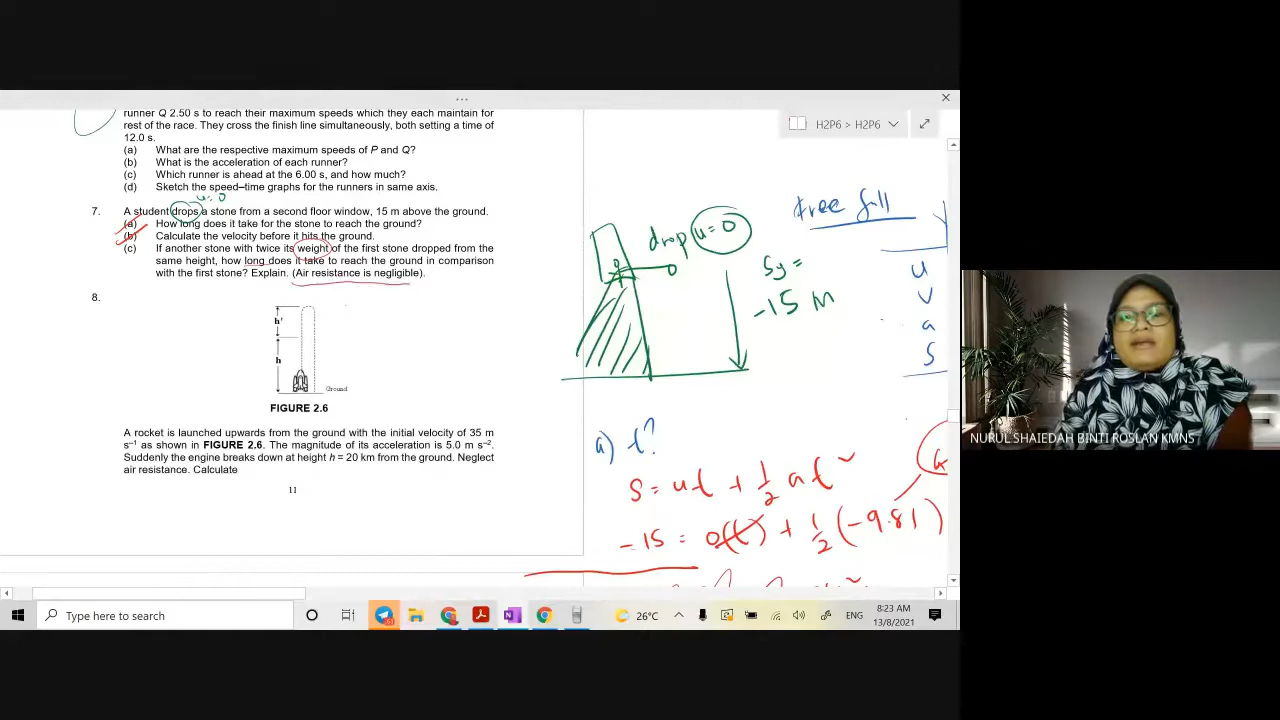 runner Q 2.50 s to reach their maximum speeds which they each maintain for
rest of the race. They cross the finish line simultaneously, both setting a time of
12.0 s.
(a) What are the respective maximum speeds of P and Q?
(b) What is the acceleration of each runner?
(c) Which runner is ahead at the 6.00 s, and how much?
(d) Sketch the speed–time graphs for the runners in same axis.
u=0
7. A student drops a stone from a second floor window, 15 m above the ground.
(a) How long does it take for the stone to reach the ground?
(b) Calculate the velocity before it hits the ground.
(c) If another stone with twice its weight of the first stone dropped from the
same height, how long does it take to reach the ground in comparison
with the first stone? Explain. (Air resistance is negligible).
8.
h'
h
Ground
FIGURE 2.6
A rocket is launched upwards from the ground with the initial velocity of 35 m
s–1 as shown in FIGURE 2.6. The magnitude of its acceleration is 5.0 m s–2.
Suddenly the engine breaks down at height h = 20 km from the ground. Neglect
air resistance. Calculate
11
H2P6 > H2P6
free fall
drop u=0
Sy =
-15 m
y
u
v
a
s
a) t?
s = ut + 1/2 at²
-15 = 0(t) + 1/2 (-9.81)
NURUL SHAIEDAH BINTI ROSLAN KMNS
Type here to search
26°C
ENG
8:23 AM
13/8/2021